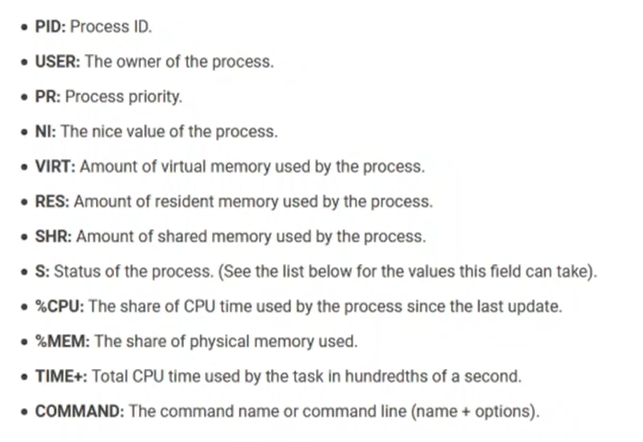 • PID: Process ID.
• USER: The owner of the process.
• PR: Process priority.
• NI: The nice value of the process.
• VIRT: Amount of virtual memory used by the process.
• RES: Amount of resident memory used by the process.
• SHR: Amount of shared memory used by the process.
• S: Status of the process. (See the list below for the values this field can take).
• %CPU: The share of CPU time used by the process since the last update.
• %MEM: The share of physical memory used.
• TIME+: Total CPU time used by the task in hundredths of a second.
• COMMAND: The command name or command line (name + options).